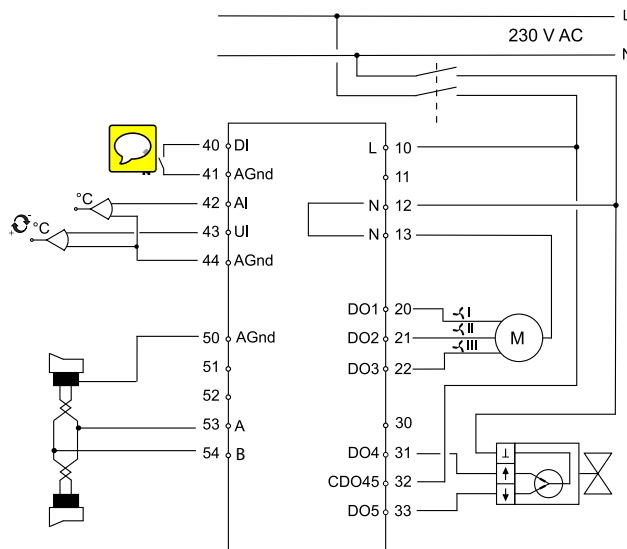 L
230 V AC
N
40 DI
L 10
41 AGnd
11
°C
42 AI
N 12
°C
43 UI
N 13
44 AGnd
DO1 20
I
50 AGnd
DO2 21
II
M
51
III
DO3 22
52
53 A
30
54 B
DO4 31
CDO45 32
DO5 33